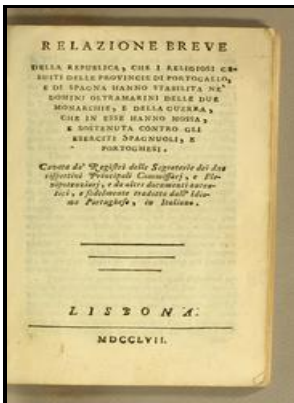 RELAZIONE BREVE
DELLA REPUBLICA, CHE I RELIGIOSI GE-
SUITI DELLE PROVINCIE DI PORTOGALLO,
E DI SPAGNA HANNO STABILITA NE'
DOMINI OLTRAMARINI DELLE DUE
MONARCHIE, E DELLA GUERRA,
CHE IN ESSE HANNO MOSSA,
E SOSTENUTA CONTRO GLI
ESERCITI SPAGNUOLI, E
PORTOGHESI.
Cavata da' Registri delle Segretarie dei due
rispettivi Principali Commissarj, e Ple-
nipotenziarj, e da altri documenti auten-
tici, e fedelmente tradotta dall' Idio-
ma Portoghese, in Italiano.
LISBONA.
MDCCLVII.